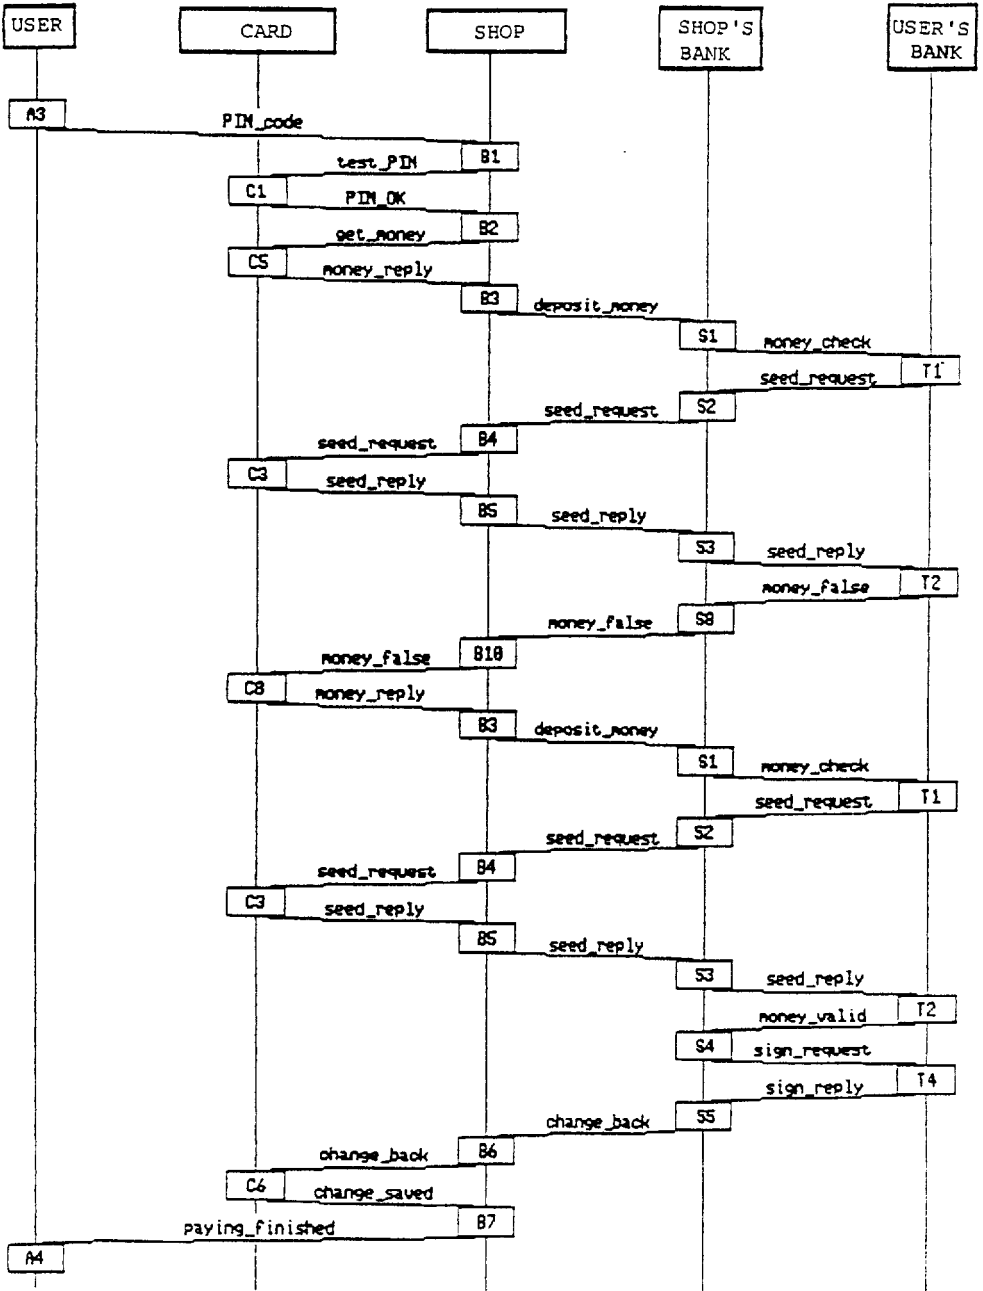 USER
CARD
SHOP
SHOP'S
BANK
USER'S
BANK
A3
PIN_code
B1
test_PIN
C1
PIN_OK
B2
get_money
C5
money_reply
B3
deposit_money
S1
money_check
T1
seed_request
S2
seed_request
B4
seed_request
C3
seed_reply
B5
seed_reply
S3
seed_reply
T2
money_false
S8
money_false
B10
money_false
C8
money_reply
B3
deposit_money
S1
money_check
T1
seed_request
S2
seed_request
B4
seed_request
C3
seed_reply
B5
seed_reply
S3
seed_reply
T2
money_valid
S4
sign_request
T4
sign_reply
S5
change_back
B6
change_back
C6
change_saved
B7
paying_finished
A4